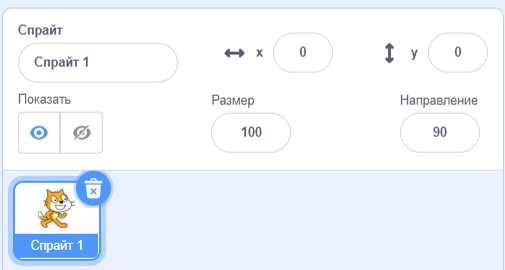 Спрайт
Спрайт 1
x
0
y
0
Показать
Размер
Направление
100
90
Спрайт 1